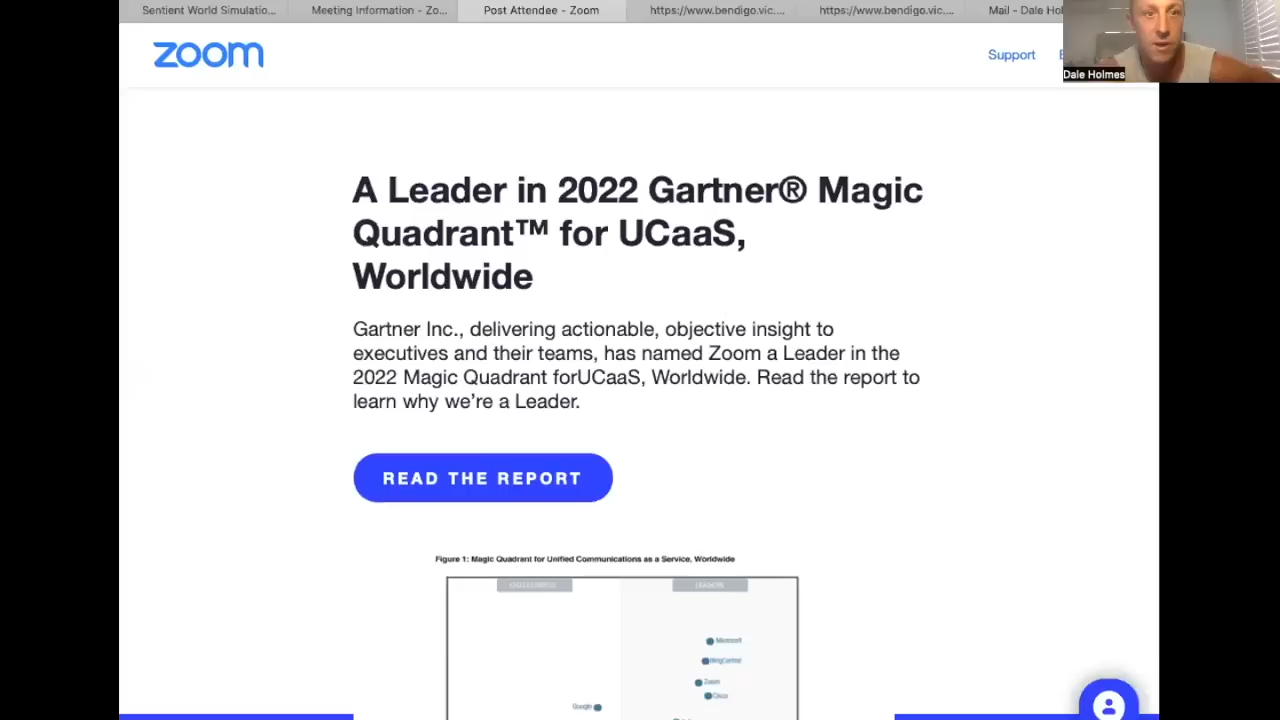 Sentient World Simulatio...
Meeting Information - Zo...
Post Attendee - Zoom
https://www.bendigo.vic....
https://www.bendigo.vic....
Mail - Dale Hol
zoom
Support
Dale Holmes
A Leader in 2022 Gartner® Magic
Quadrant™ for UCaaS,
Worldwide
Gartner Inc., delivering actionable, objective insight to
executives and their teams, has named Zoom a Leader in the
2022 Magic Quadrant forUCaaS, Worldwide. Read the report to
learn why we’re a Leader.
READ THE REPORT
Figure 1: Magic Quadrant for Unified Communications as a Service, Worldwide
CHALLENGERS
LEADERS
Microsoft
RingCentral
Zoom
Cisco
Google